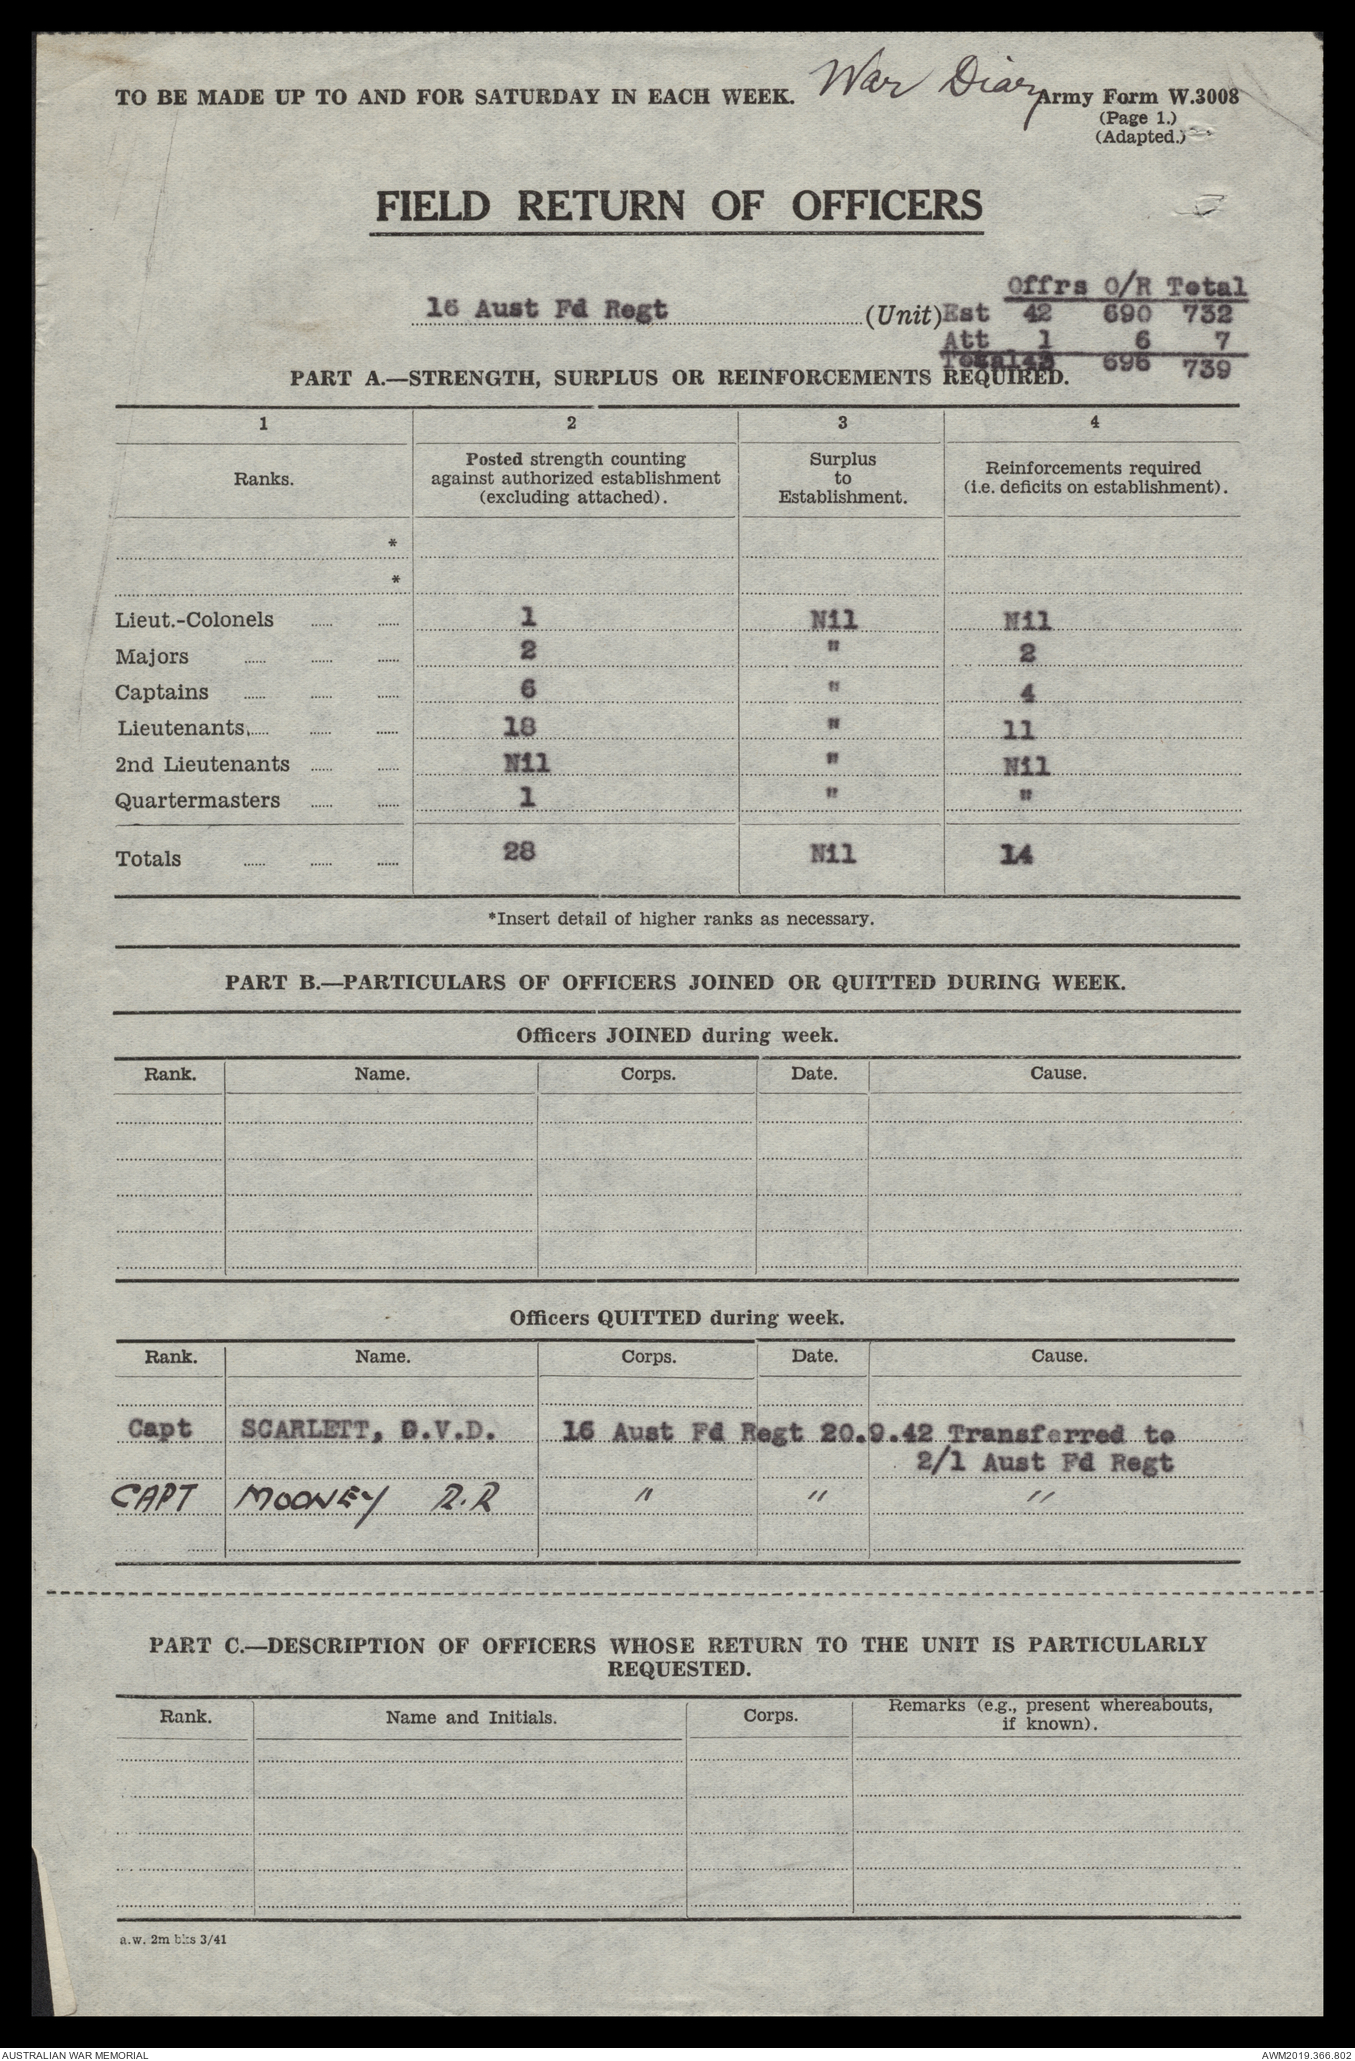 TO BE MADE UP TO AND FOR SATURDAY IN EACH WEEK. War Diary Army Form W.3008
(Page 1.)
(Adapted.)
FIELD RETURN OF OFFICERS
Offrs O/R Total
16 Aust Fd Regt (Unit) Est 42 690 732
Att 1 6 7
Total 43 696 739
PART A.—STRENGTH, SURPLUS OR REINFORCEMENTS REQUIRED.
1 2 3 4
Ranks. Posted strength counting against authorized establishment (excluding attached). Surplus to Establishment. Reinforcements required (i.e. deficits on establishment).
*
*
Lieut.-Colonels 1 Nil Nil
Majors 2 " 2
Captains 6 " 4
Lieutenants 18 " 11
2nd Lieutenants Nil " Nil
Quartermasters 1 " "
Totals 28 Nil 14
*Insert detail of higher ranks as necessary.
PART B.—PARTICULARS OF OFFICERS JOINED OR QUITTED DURING WEEK.
Officers JOINED during week.
Rank. Name. Corps. Date. Cause.
Officers QUITTED during week.
Rank. Name. Corps. Date. Cause.
Capt SCARLETT, .V.D. 16 Aust Fd Regt 20.9.42 Transferred to
2/1 Aust Fd Regt
CAPT MOONEY R.R " " "
PART C.—DESCRIPTION OF OFFICERS WHOSE RETURN TO THE UNIT IS PARTICULARLY
REQUESTED.
Rank. Name and Initials. Corps. Remarks (e.g., present whereabouts, if known).
a.w. 2m bks 3/41
AUSTRALIAN WAR MEMORIAL AWM2019.366.802